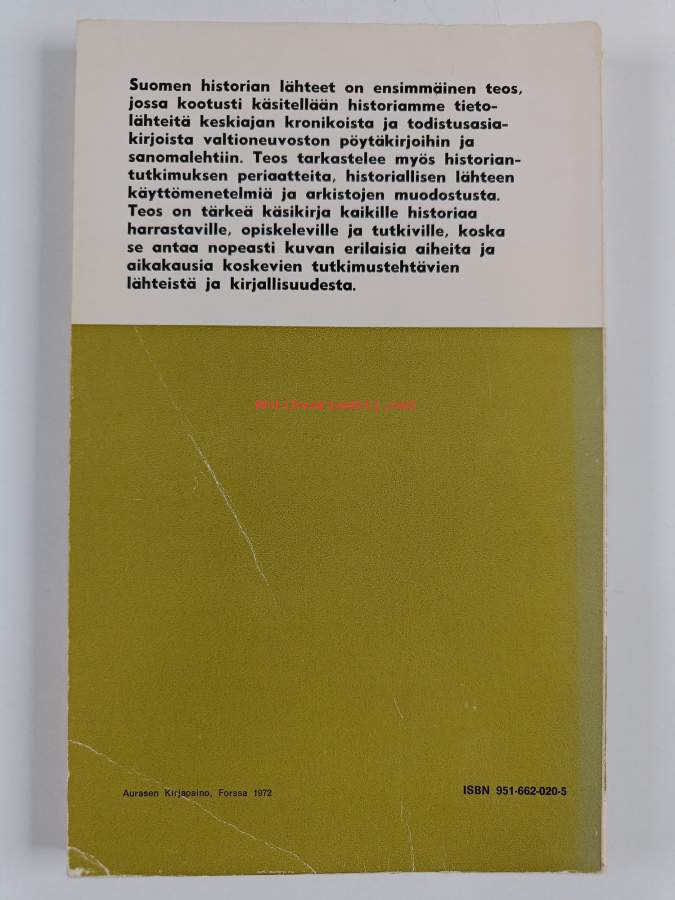 Suomen historian lähteet on ensimmäinen teos,
jossa kootusti käsitellään historiamme tieto-
lähteitä keskiajan kronikoista ja todistusasia-
kirjoista valtioneuvoston pöytäkirjoihin ja
sanomalehtiin. Teos tarkastelee myös historian-
tutkimuksen periaatteita, historiallisen lähteen
käyttömenetelmiä ja arkistojen muodostusta.
Teos on tärkeä käsikirja kaikille historiaa
harrastaville, opiskeleville ja tutkiville, koska
se antaa nopeasti kuvan erilaisia aiheita ja
aikakausia koskevien tutkimustehtävien
lähteistä ja kirjallisuudesta.
Aurasen Kirjapaino, Forssa 1972
ISBN 951-662-020-5